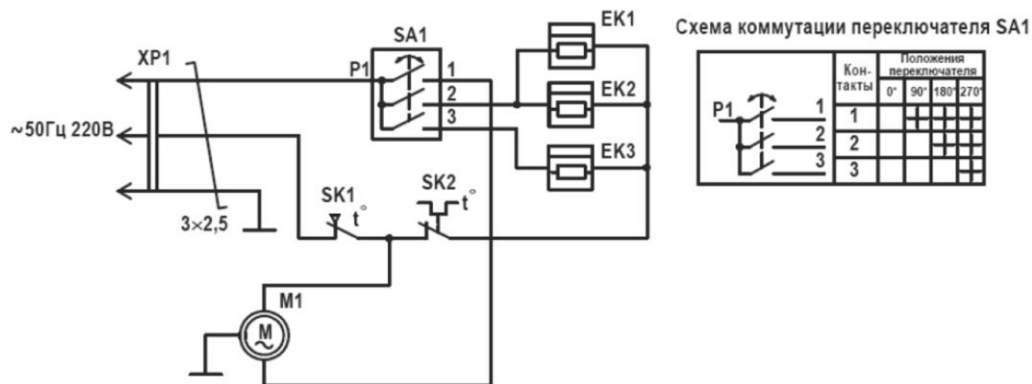 Схема коммутации переключателя SA1
XP1
SA1
P1
1
2
3
EK1
EK2
EK3
~50Гц 220В
3×2,5
SK1
t°
SK2
t°
M1
M
~
Кон-
такты
Положения
переключателя
0° 90° 180° 270°
1
2
3
P1
1
2
3